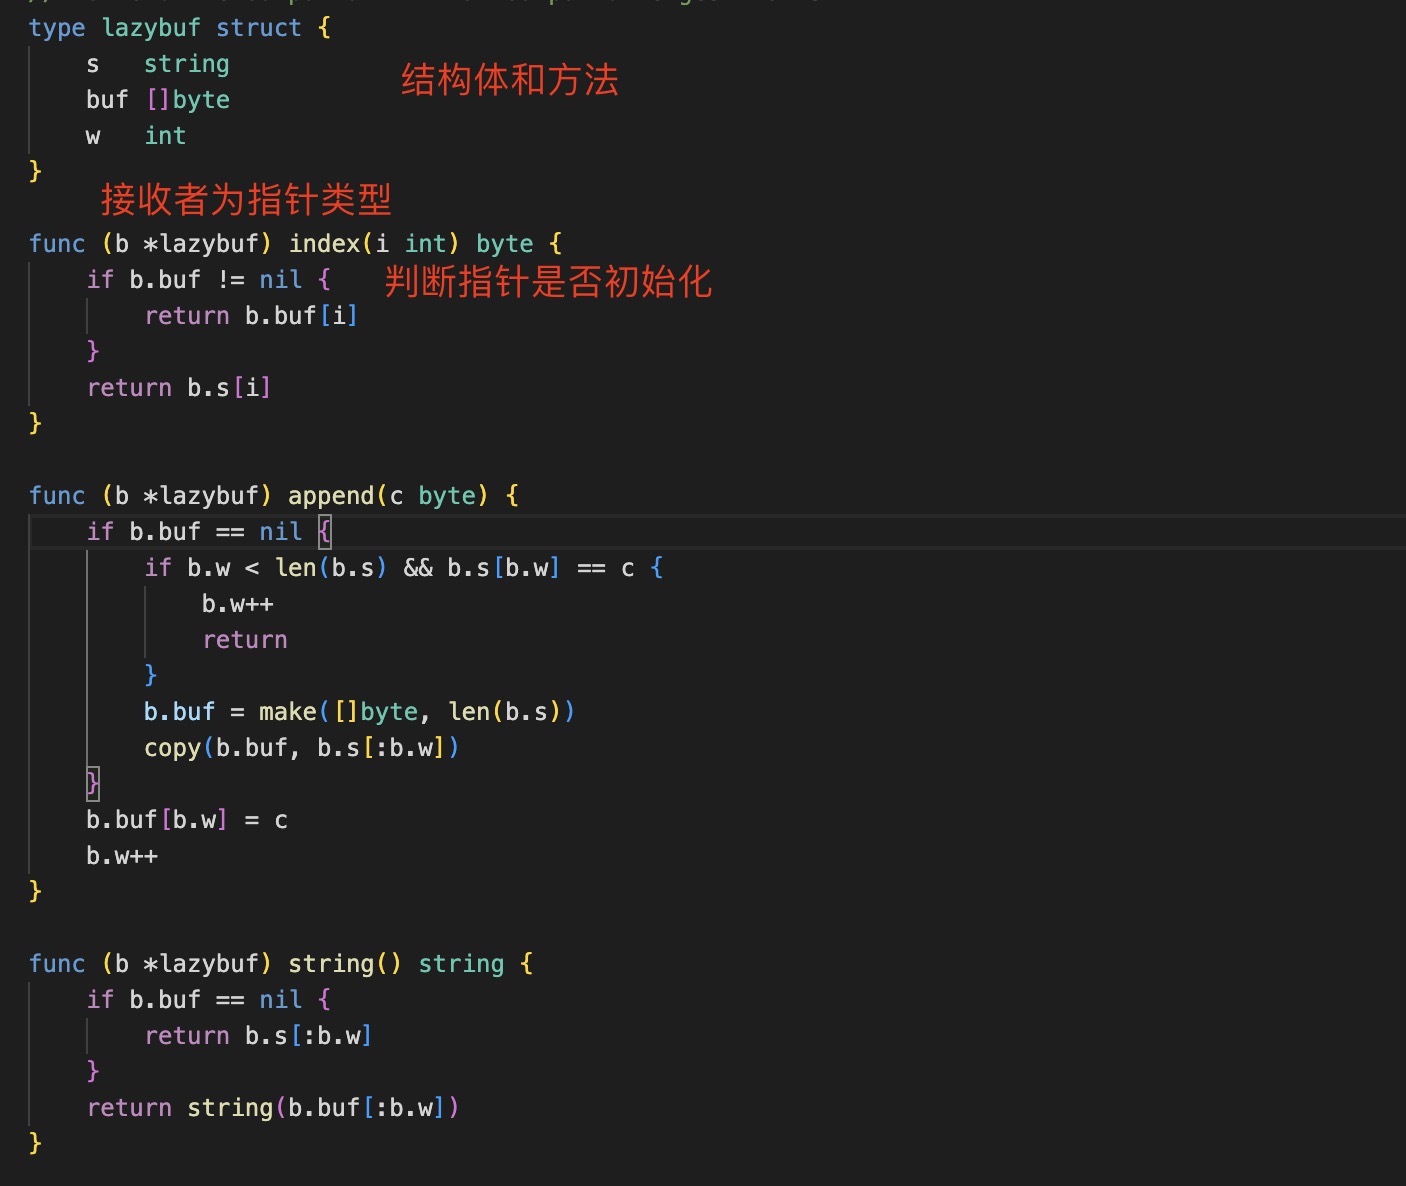 type lazybuf struct {
s string
结构体和方法
buf []byte
w int
}
接收者为指针类型
func (b *lazybuf) index(i int) byte {
if b.buf != nil {
判断指针是否初始化
return b.buf[i]
}
return b.s[i]
}
func (b *lazybuf) append(c byte) {
if b.buf == nil {
if b.w < len(b.s) && b.s[b.w] == c {
b.w++
return
}
b.buf = make([]byte, len(b.s))
copy(b.buf, b.s[:b.w])
}
b.buf[b.w] = c
b.w++
}
func (b *lazybuf) string() string {
if b.buf == nil {
return b.s[:b.w]
}
return string(b.buf[:b.w])
}